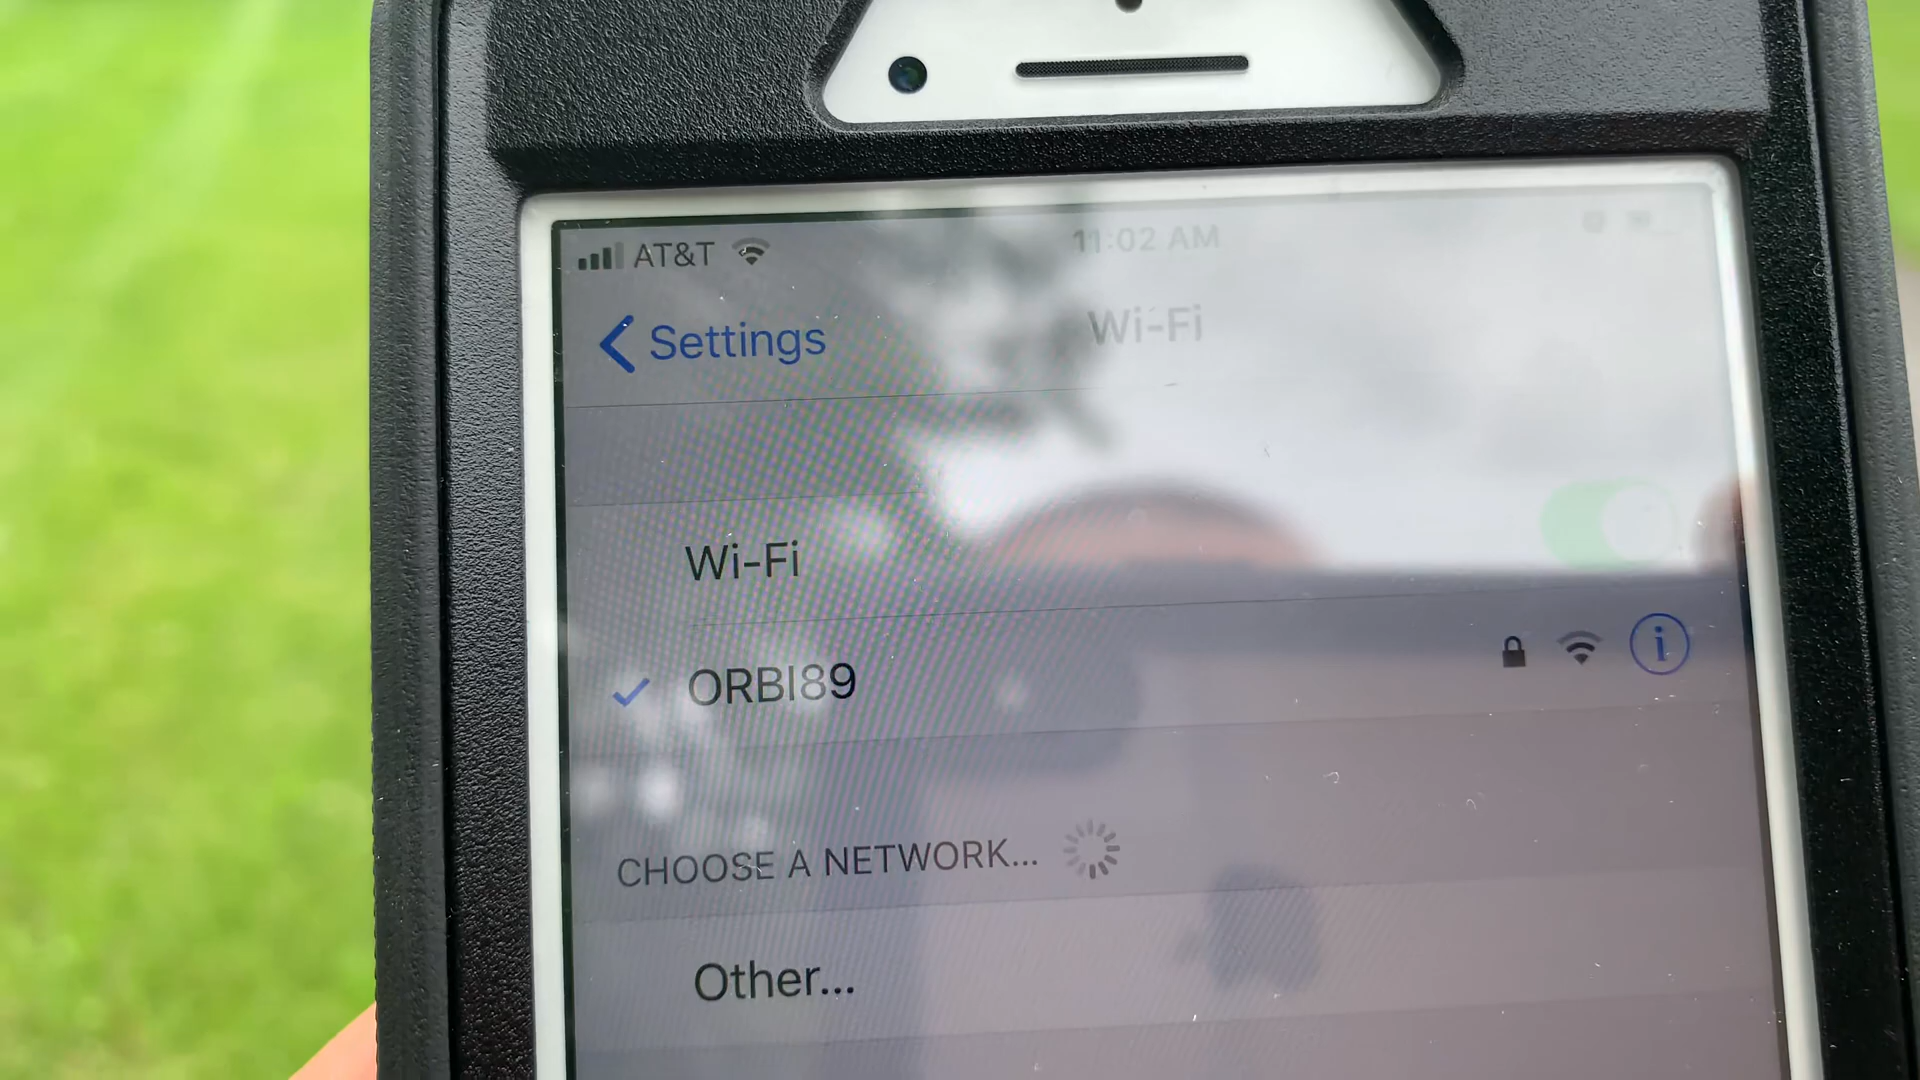 AT&T 11:02 AM
Settings Wi-Fi
Wi-Fi
ORBI89
CHOOSE A NETWORK...
Other...